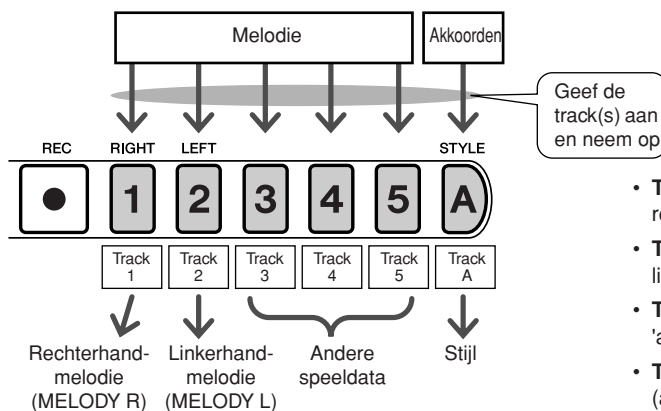 Melodie
Akkoorden
Geef de
track(s) aan
en neem op
REC
RIGHT
LEFT
STYLE
1
2
3
4
5
A
Track
1
Track
2
Track
3
Track
4
Track
5
Track
A
Rechterhand-
melodie
(MELODY R)
Linkerhand-
melodie
(MELODY L)
Andere
speeldata
Stijl